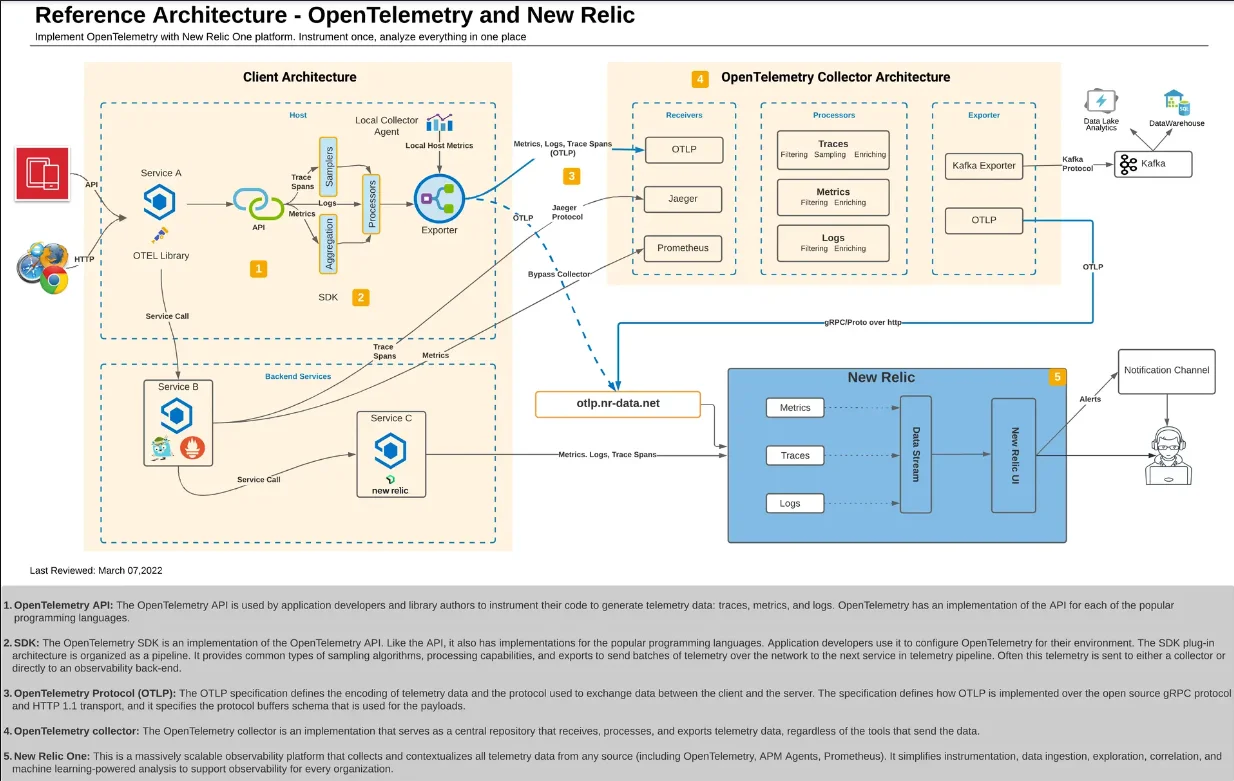 Reference Architecture - OpenTelemetry and New Relic
Implement OpenTelemetry with New Relic One platform. Instrument once, analyze everything in one place
Client Architecture
Host
Local Collector
Agent
Local Host Metrics
API
HTTP
Service A
OTEL Library
API
Trace
Spans
Logs
Metrics
Samplers
Aggregation
Processors
Exporter
1
SDK
2
Service Call
Backend Services
Service B
Service Call
Service C
new relic
Trace
Spans
Metrics
Metrics, Logs, Trace Spans
(OTLP)
3
OTLP
Jaeger
Protocol
Bypass Collector
4
OpenTelemetry Collector Architecture
Receivers
OTLP
Jaeger
Prometheus
Processors
Traces
Filtering Sampling Enriching
Metrics
Filtering Enriching
Logs
Filtering Enriching
Exporter
Kafka Exporter
OTLP
Kafka
Protocol
Kafka
Data Lake
Analytics
SQL
DataWarehouse
OTLP
gRPC/Proto over http
otlp.nr-data.net
Metrics. Logs, Trace Spans
New Relic
5
Metrics
Traces
Logs
Data Stream
New Relic UI
Alerts
Notification Channel
Last Reviewed: March 07,2022
1. OpenTelemetry API: The OpenTelemetry API is used by application developers and library authors to instrument their code to generate telemetry data: traces, metrics, and logs. OpenTelemetry has an implementation of the API for each of the popular
programming languages.
2. SDK: The OpenTelemetry SDK is an implementation of the OpenTelemetry API. Like the API, it also has implementations for the popular programming languages. Application developers use it to configure OpenTelemetry for their environment. The SDK plug-in
architecture is organized as a pipeline. It provides common types of sampling algorithms, processing capabilities, and exports to send batches of telemetry over the network to the next service in telemetry pipeline. Often this telemetry is sent to either a collector or
directly to an observability back-end.
3. OpenTelemetry Protocol (OTLP): The OTLP specification defines the encoding of telemetry data and the protocol used to exchange data between the client and the server. The specification defines how OTLP is implemented over the open source gRPC protocol
and HTTP 1.1 transport, and it specifies the protocol buffers schema that is used for the payloads.
4. OpenTelemetry collector: The OpenTelemetry collector is an implementation that serves as a central repository that receives, processes, and exports telemetry data, regardless of the tools that send the data.
5. New Relic One: This is a massively scalable observability platform that collects and contextualizes all telemetry data from any source (including OpenTelemetry, APM Agents, Prometheus). It simplifies instrumentation, data ingestion, exploration, correlation, and
machine learning-powered analysis to support observability for every organization.